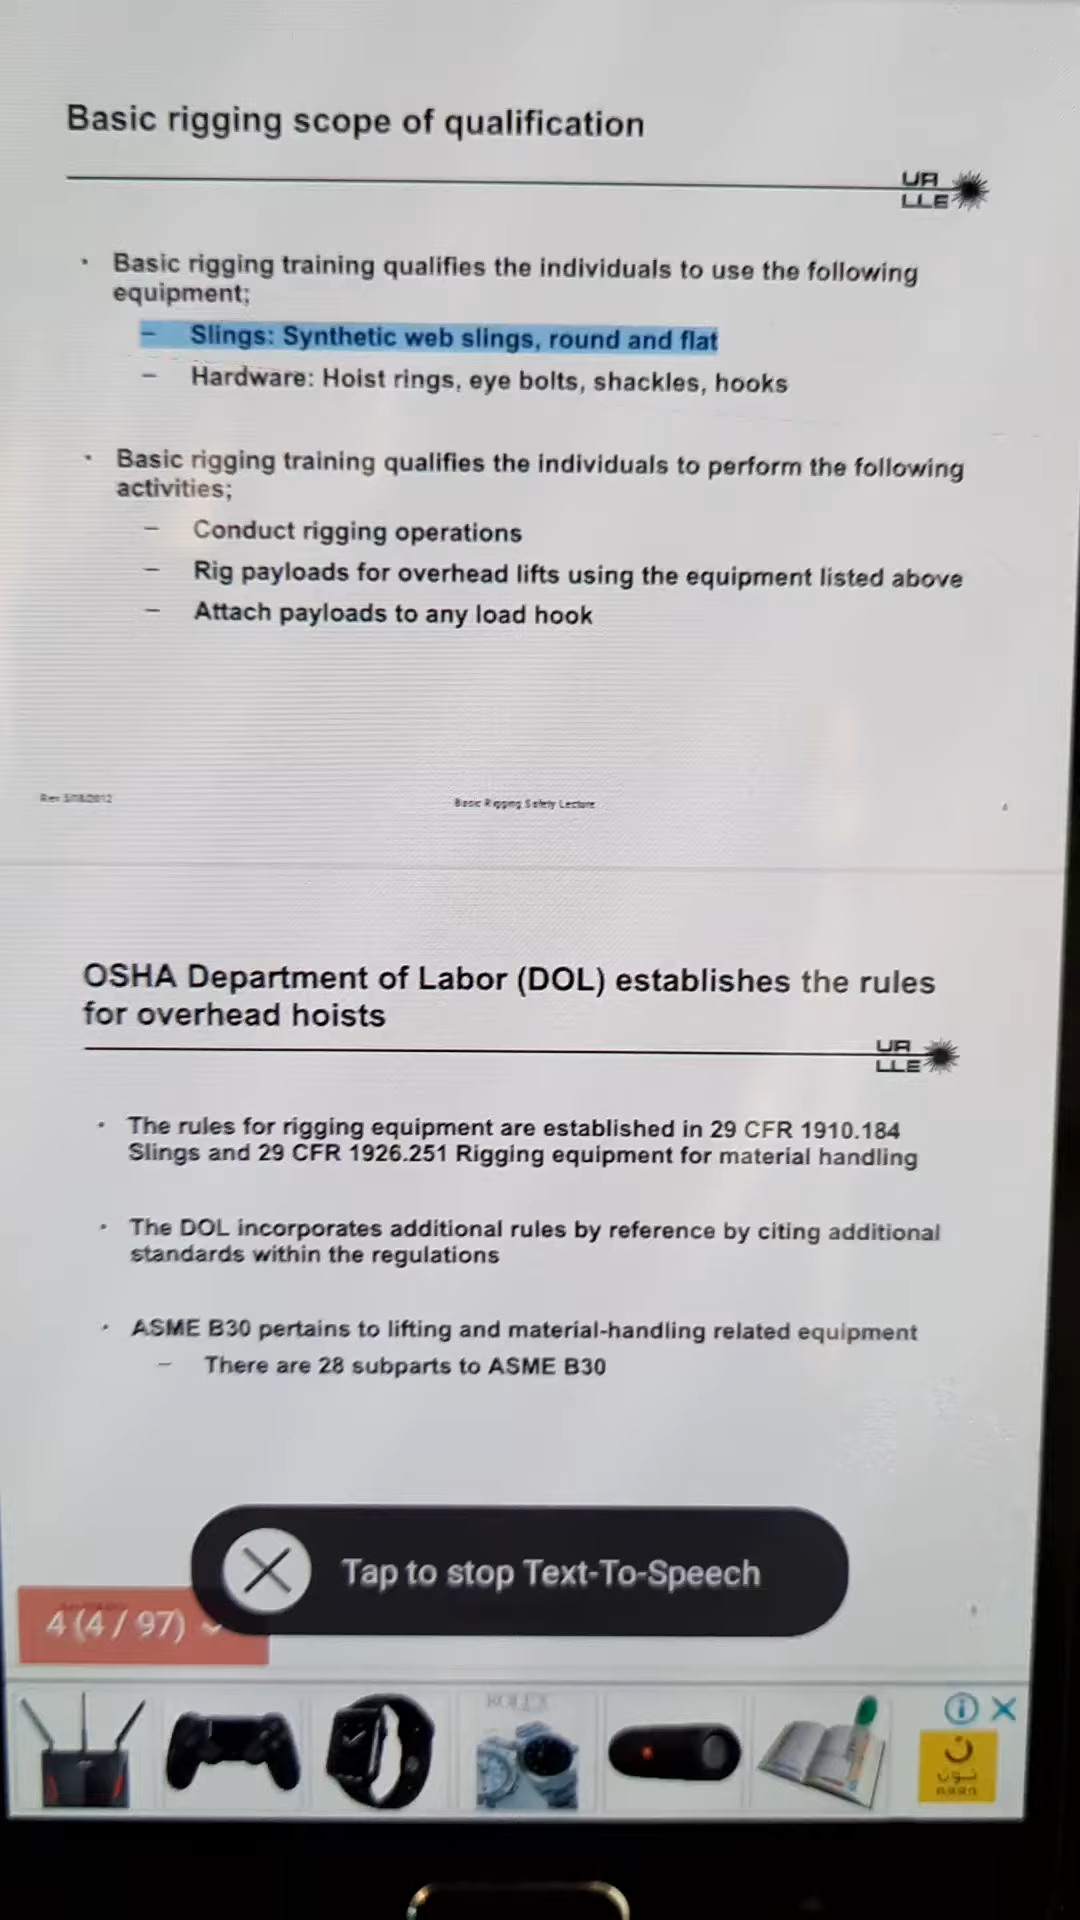 Basic rigging scope of qualification
UR
LLE
· Basic rigging training qualifies the individuals to use the following
equipment;
– Slings: Synthetic web slings, round and flat
– Hardware: Hoist rings, eye bolts, shackles, hooks
· Basic rigging training qualifies the individuals to perform the following
activities;
– Conduct rigging operations
– Rig payloads for overhead lifts using the equipment listed above
– Attach payloads to any load hook
Basic Rigging Safety Lecture
OSHA Department of Labor (DOL) establishes the rules
for overhead hoists
UR
LLE
· The rules for rigging equipment are established in 29 CFR 1910.184
Slings and 29 CFR 1926.251 Rigging equipment for material handling
· The DOL incorporates additional rules by reference by citing additional
standards within the regulations
· ASME B30 pertains to lifting and material-handling related equipment
– There are 28 subparts to ASME B30
Tap to stop Text-To-Speech
4 (4 / 97)
ROLEX
نون
noon